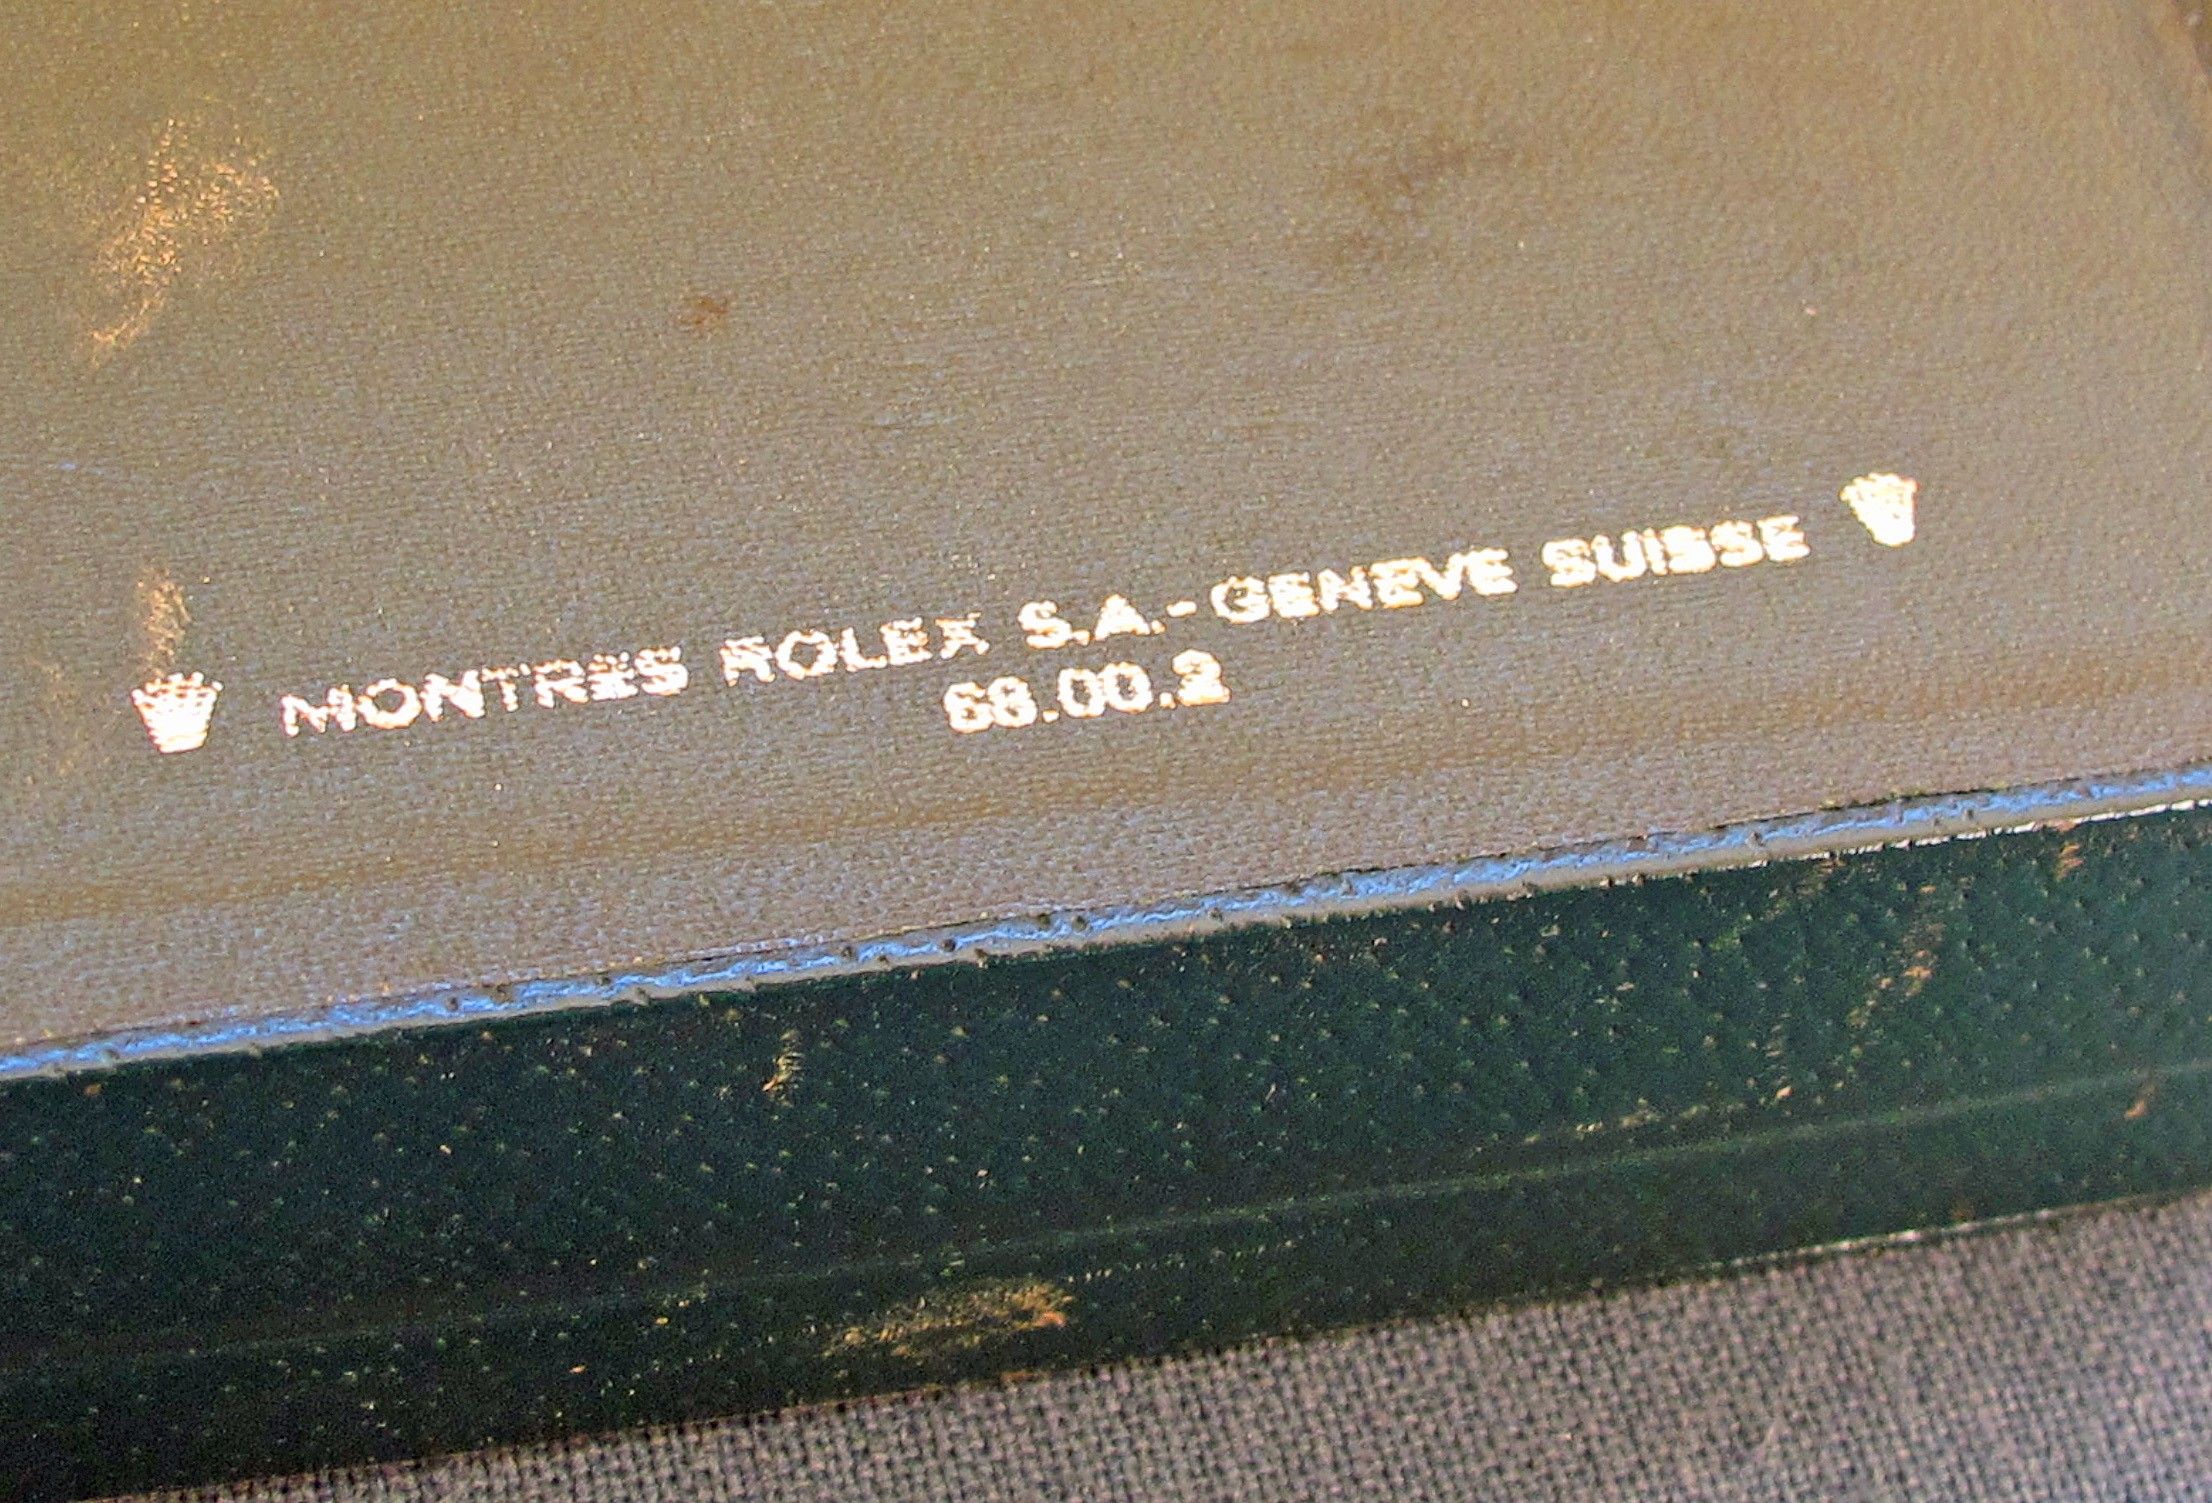 MONTRES ROLEX S.A.-GENEVE SUISSE
68.00.2